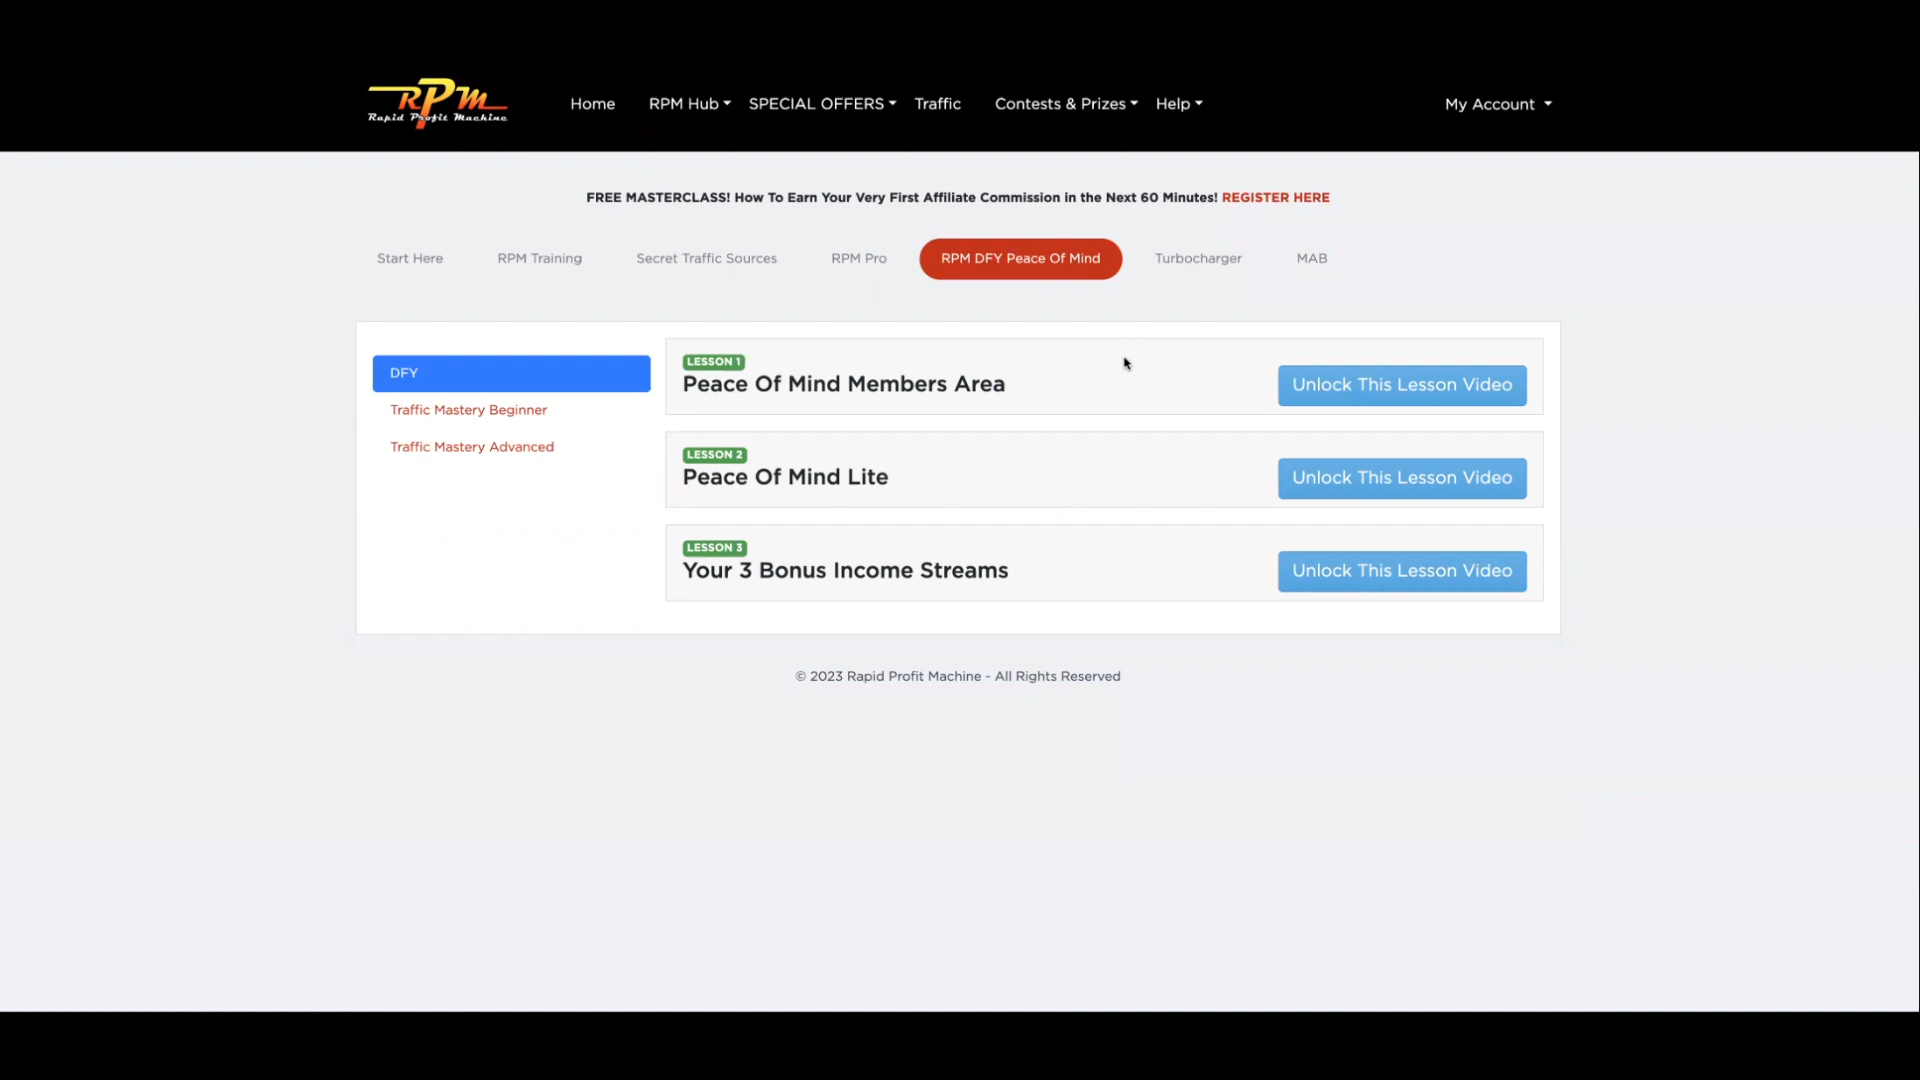 RPM
Rapid Profit Machine
Home RPM Hub SPECIAL OFFERS Traffic Contests & Prizes Help My Account
FREE MASTERCLASS! How To Earn Your Very First Affiliate Commission in the Next 60 Minutes! REGISTER HERE
Start Here RPM Training Secret Traffic Sources RPM Pro RPM DFY Peace Of Mind Turbocharger MAB
DFY
Traffic Mastery Beginner
Traffic Mastery Advanced
LESSON 1
Peace Of Mind Members Area
Unlock This Lesson Video
LESSON 2
Peace Of Mind Lite
Unlock This Lesson Video
LESSON 3
Your 3 Bonus Income Streams
Unlock This Lesson Video
© 2023 Rapid Profit Machine - All Rights Reserved